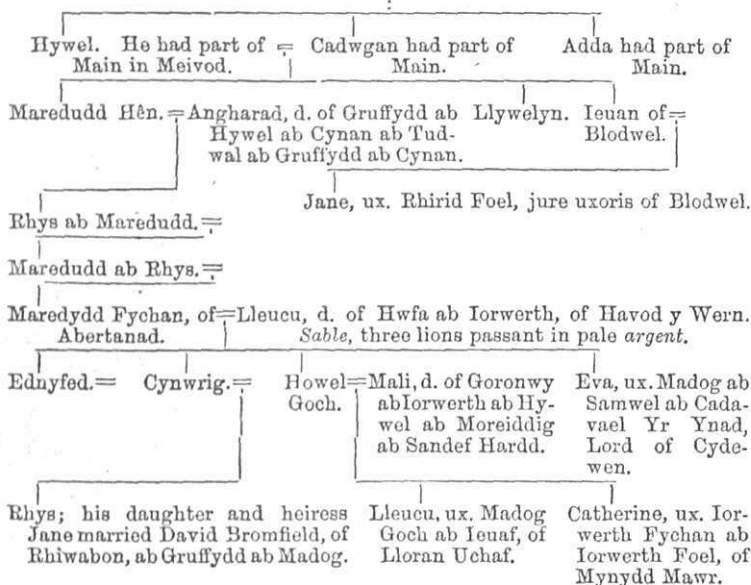 Hywel. He had part of = Cadwgan had part of Adda had part of
Main in Meivod. Main. Main.
Maredudd Hên. = Angharad, d. of Gruffydd ab Llywelyn. Ieuan of =
Hywel ab Cynan ab Tud- Blodwel.
wal ab Gruffydd ab Cynan.
Jane, ux. Rhirid Foel, jure uxoris of Blodwel.
Rhys ab Maredudd. =
Maredudd ab Rhys. =
Maredydd Fychan, of = Lleucu, d. of Hwfa ab Iorwerth, of Havod y Wern.
Abertanad. Sable, three lions passant in pale argent.
Ednyfed. = Cynwrig. = Howel = Mali, d. of Goronwy Eva, ux. Madog ab
Goch. ab Iorwerth ab Hy- Samwel ab Cada-
wel ab Moreiddig vael Yr Ynad,
ab Sandef Hardd. Lord of Cyde-
wen.
Rhys; his daughter and heiress Lleucu, ux. Madog Catherine, ux. Ior-
Jane married David Bromfield, of Goch ab Ieuaf, of werth Fychan ab
Rhiwabon, ab Gruffydd ab Madog. Lloran Uchaf. Iorwerth Foel, of
Mynydd Mawr.